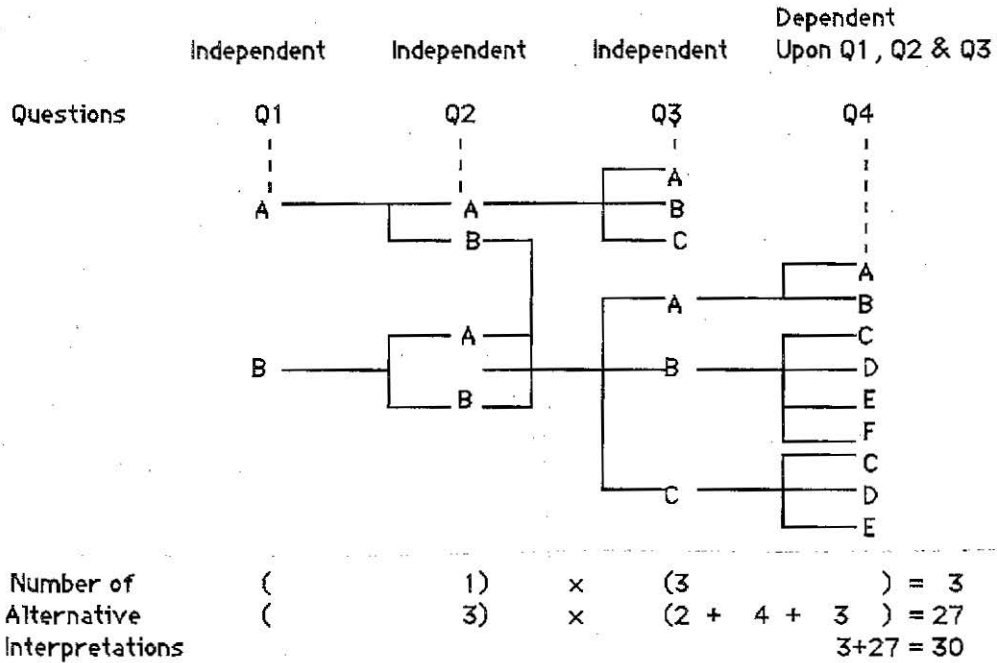 Dependent
Independent Independent Independent Upon Q1, Q2 & Q3
Questions Q1 Q2 Q3 Q4
A
A A B
B C
A
A B
A C
B B D
B E
F
C
C D
E
Number of ( 1) × (3 ) = 3
Alternative ( 3) × (2 + 4 + 3 ) = 27
Interpretations 3+27 = 30